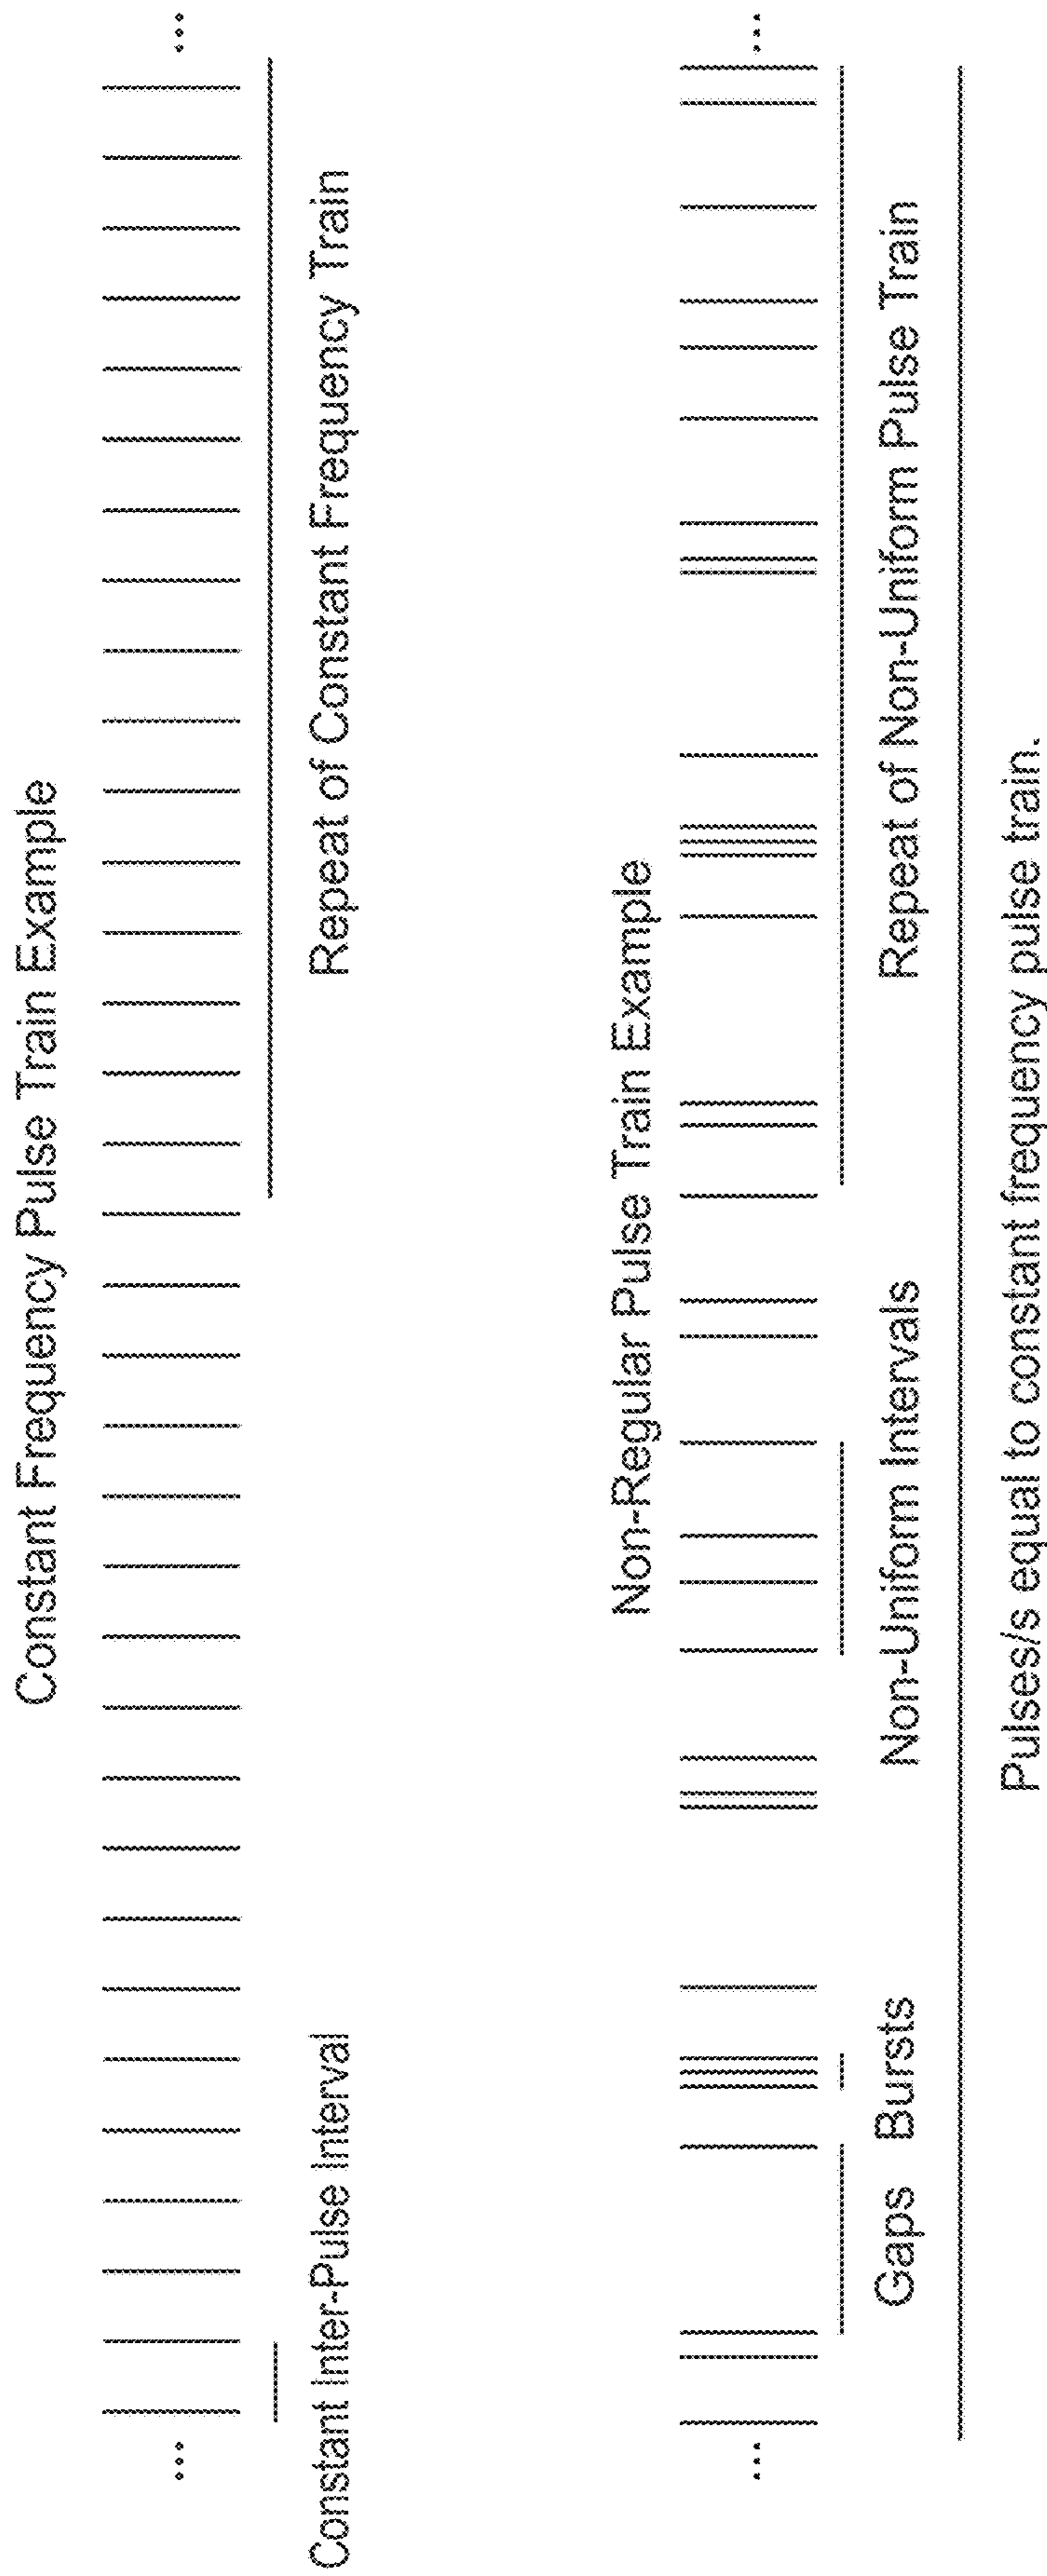 Constant Frequency Pulse Train Example
...
...
Constant Inter-Pulse Interval
Repeat of Constant Frequency Train
Non-Regular Pulse Train Example
...
...
Gaps
Bursts
Non-Uniform Intervals
Repeat of Non-Uniform Pulse Train
Pulses/s equal to constant frequency pulse train.